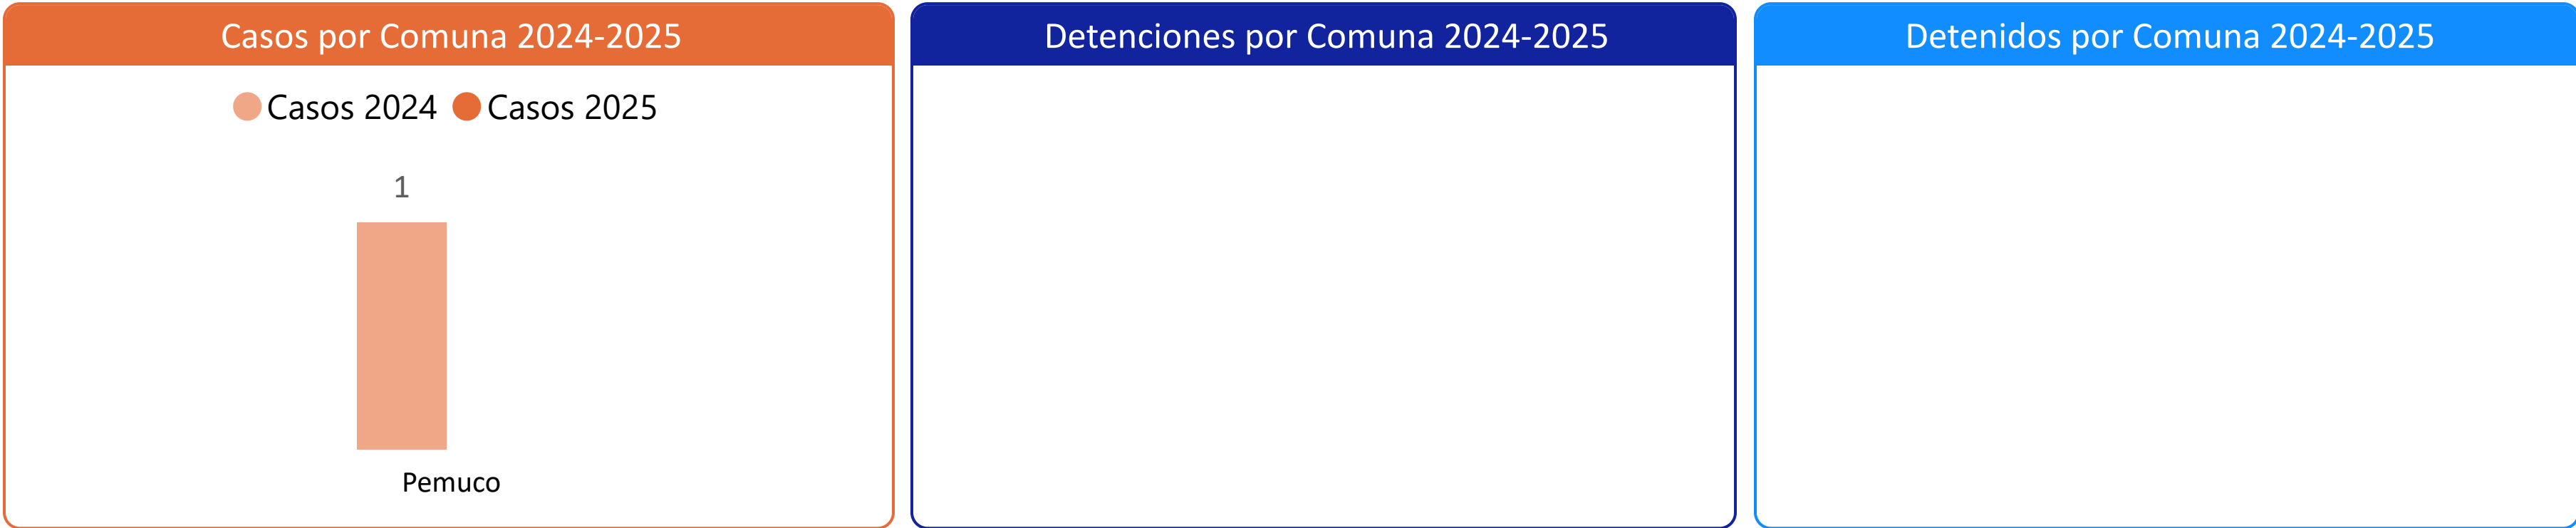 Casos por Comuna 2024-2025
Casos 2024 Casos 2025
1
Pemuco
Detenciones por Comuna 2024-2025
Detenidos por Comuna 2024-2025